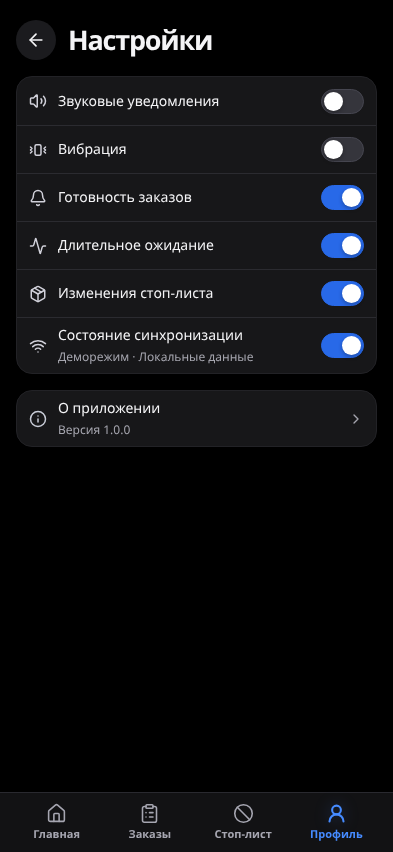 Настройки
Звуковые уведомления
Вибрация
Готовность заказов
Длительное ожидание
Изменения стоп-листа
Состояние синхронизации
Деморежим · Локальные данные
О приложении
Версия 1.0.0
Главная
Заказы
Стоп-лист
Профиль